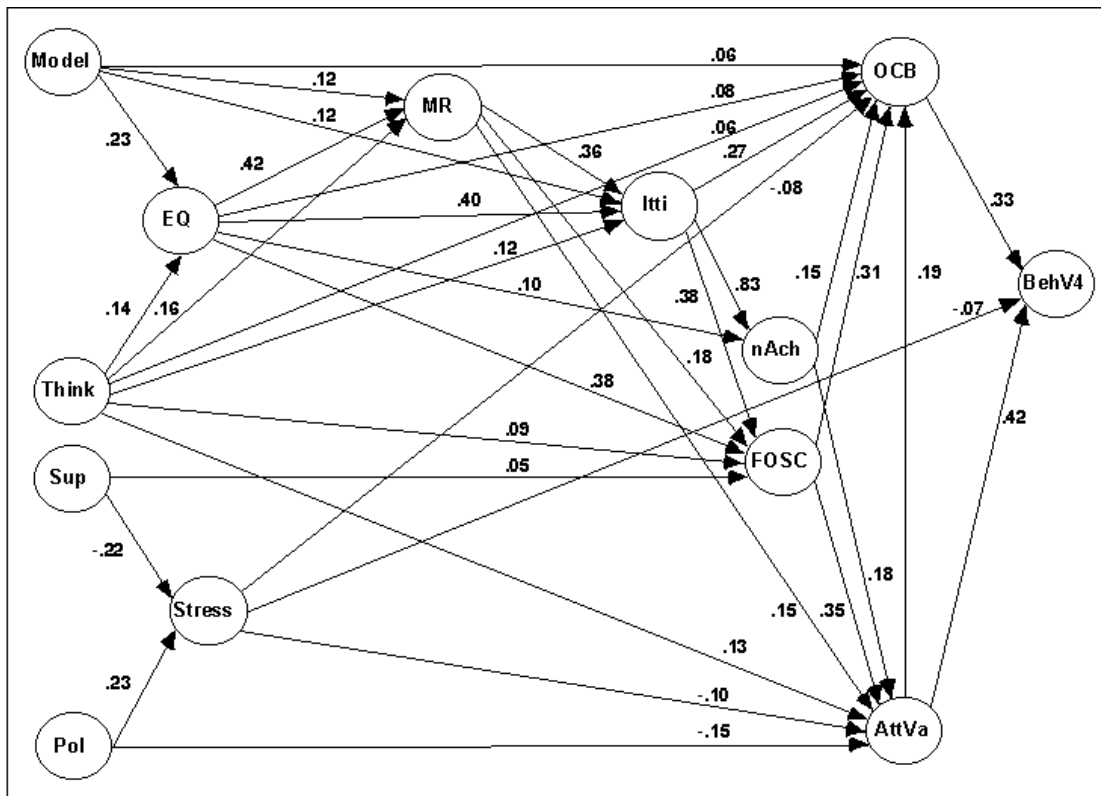 Model
.06
OCB
.12
MR
.08
.12
.06
.23
.42
.36
.27
-.08
EQ
.40
Itti
.33
.12
.14
.16
.10
.38
.83
.15
.31
.19
BehV4
-.07
nAch
.18
Think
.38
.42
.09
FOSC
Sup
.05
-.22
Stress
.18
.15
.35
.13
.23
-.10
AttVa
Pol
-.15